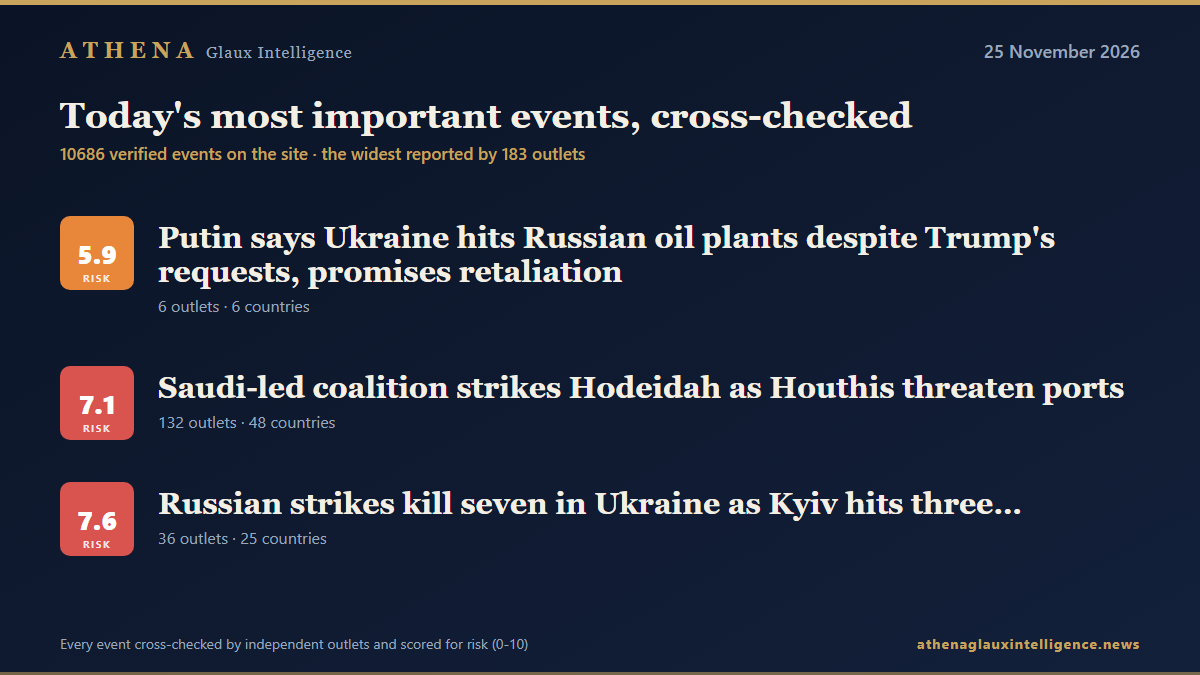 ATHENA Glaux Intelligence
25 November 2026
Today's most important events, cross-checked
10686 verified events on the site · the widest reported by 183 outlets
5.9
RISK
Putin says Ukraine hits Russian oil plants despite Trump's
requests, promises retaliation
6 outlets · 6 countries
7.1
RISK
Saudi-led coalition strikes Hodeidah as Houthis threaten ports
132 outlets · 48 countries
7.6
RISK
Russian strikes kill seven in Ukraine as Kyiv hits three...
36 outlets · 25 countries
Every event cross-checked by independent outlets and scored for risk (0-10)
athenaglauxintelligence.news